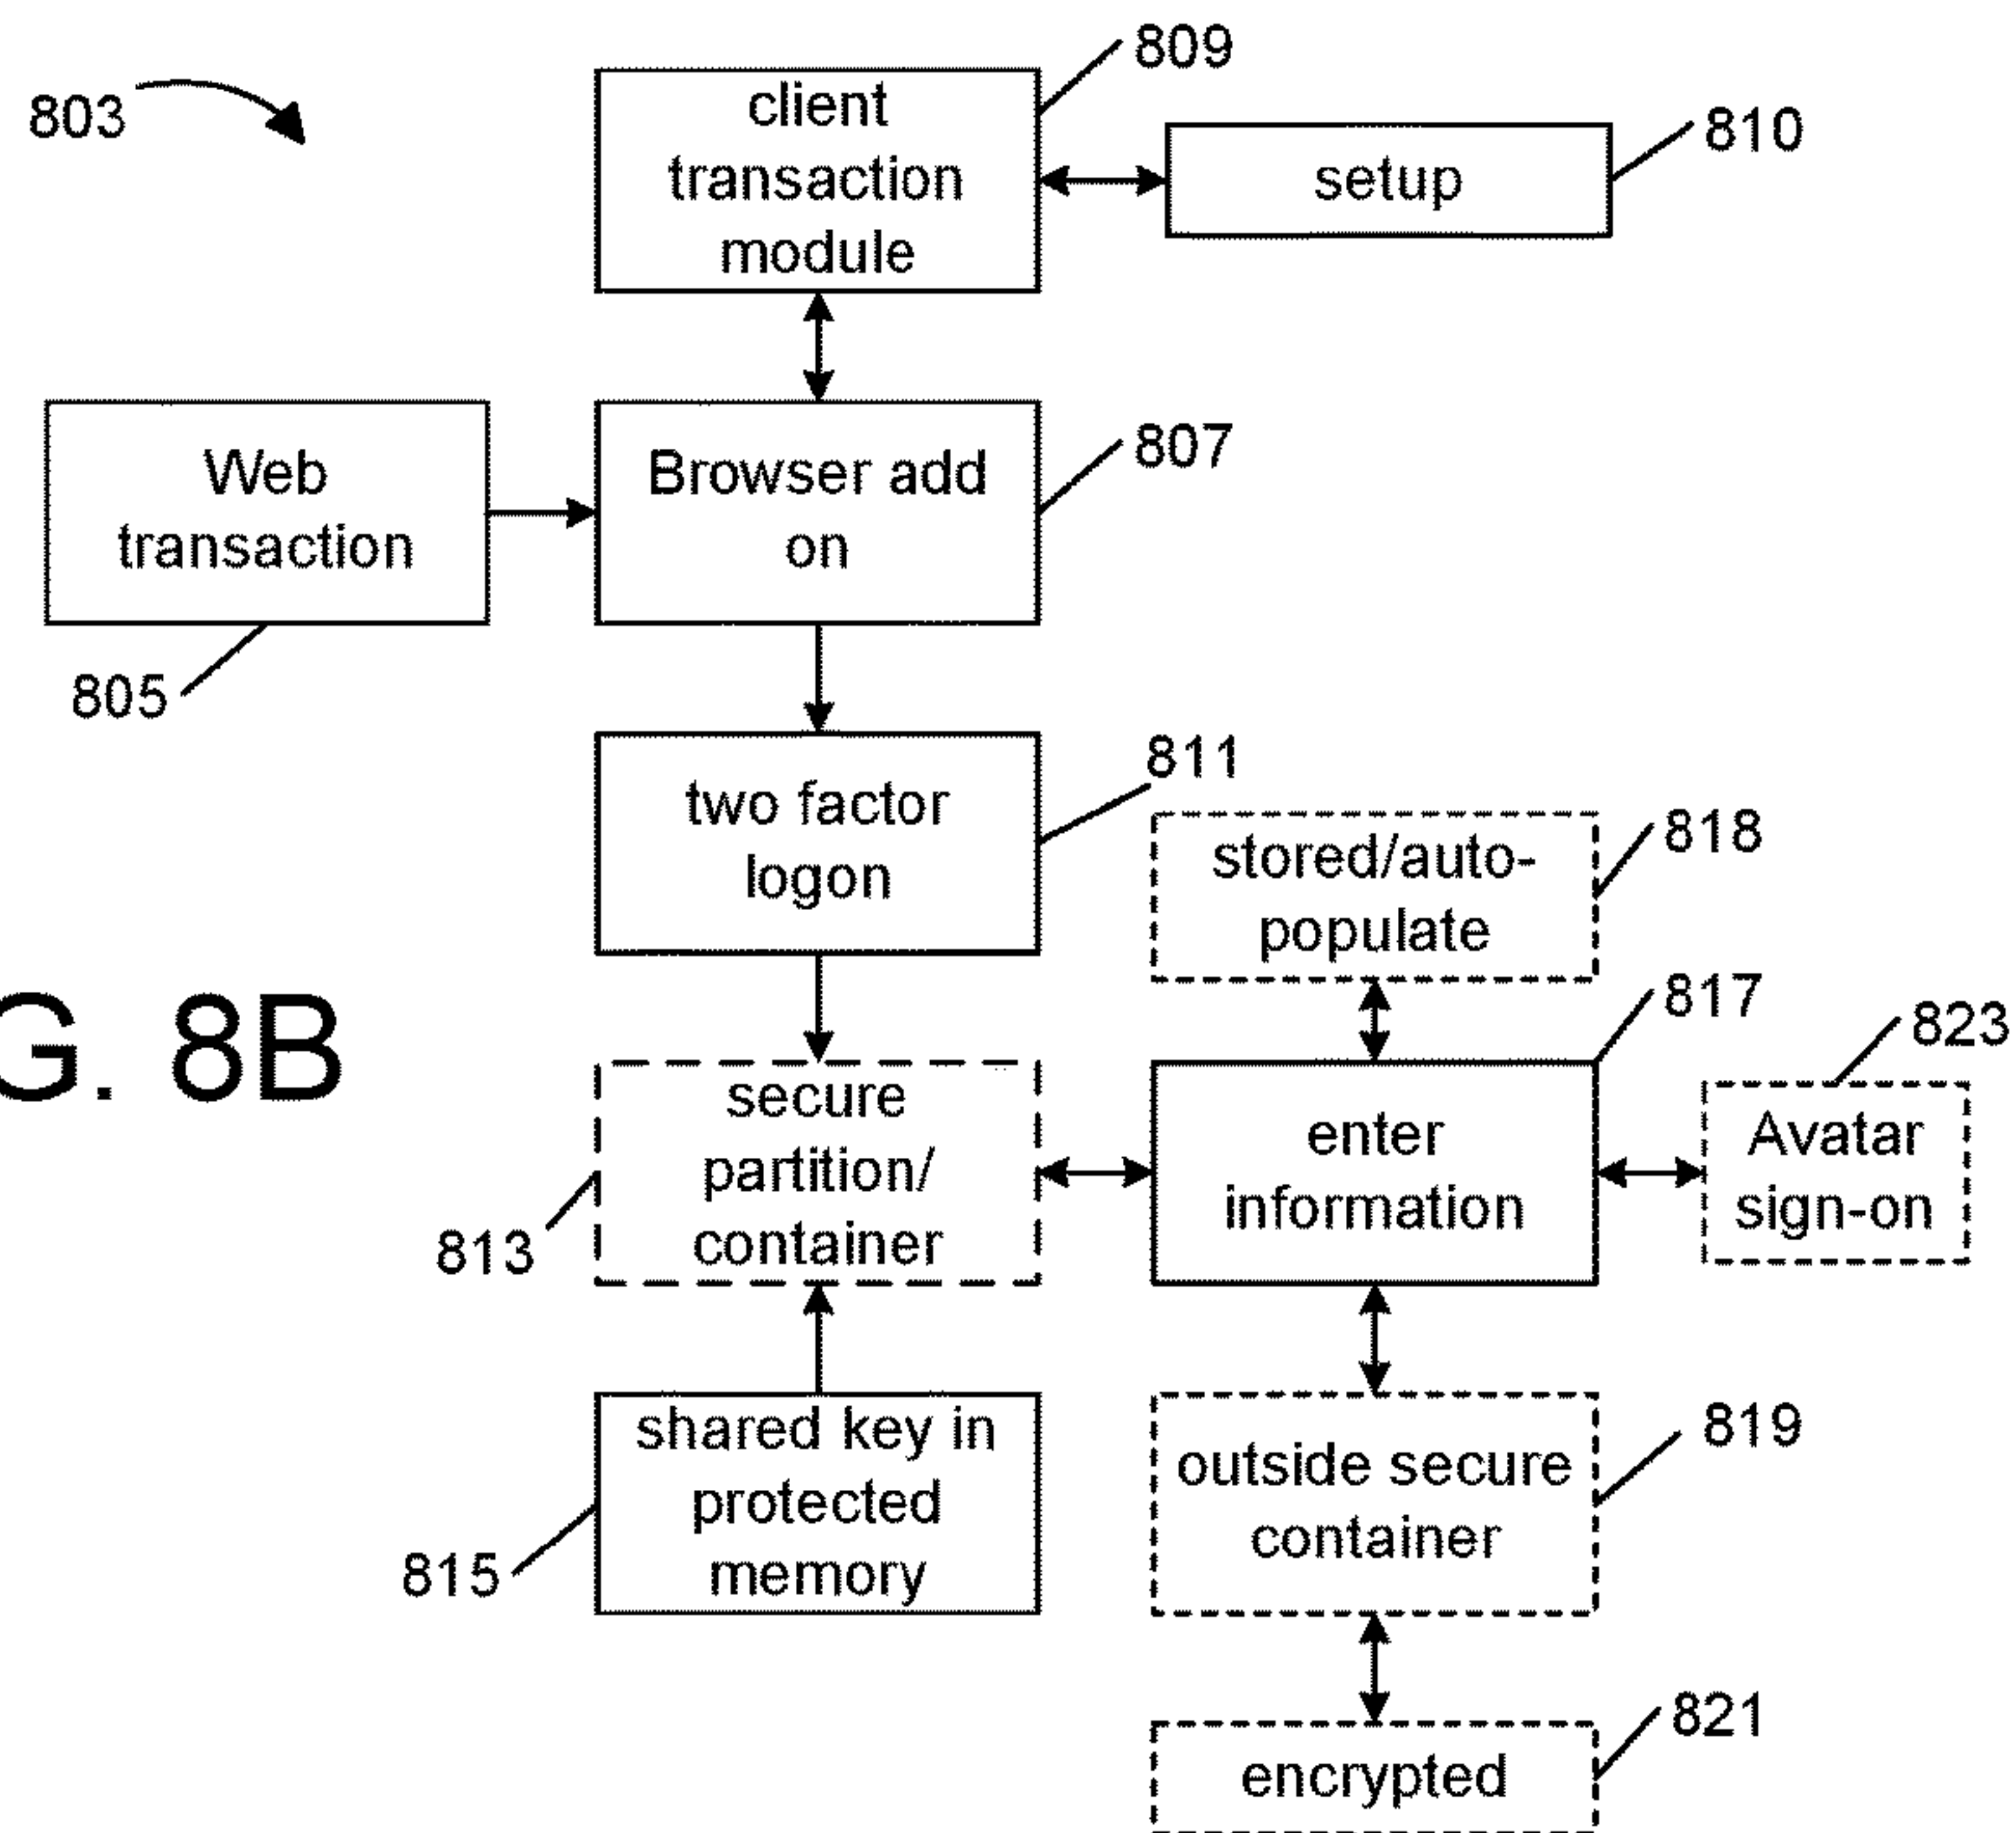 809
803
client
transaction
module
setup
810
Web
transaction
Browser add
on
807
805
two factor
logon
811
stored/auto-
populate
818
817
823
G. 8B
secure
partition/
container
813
enter
information
Avatar
sign-on
shared key in
protected
memory
815
outside secure
container
819
encrypted
821